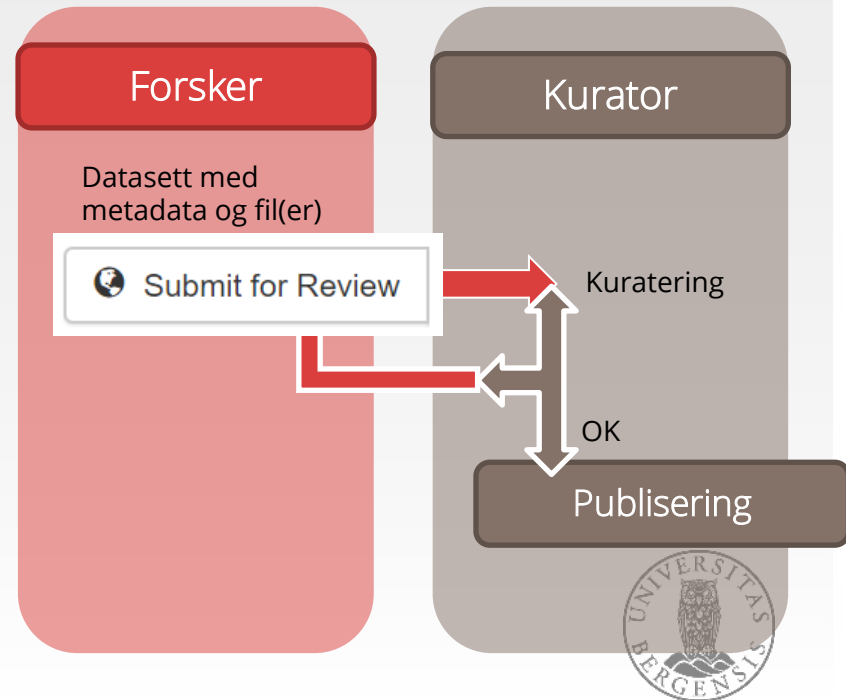 Forsker
Kurator
Datasett med
metadata og fil(er)
Submit for Review
Kuratering
OK
Publisering
UNIVERSITAS
BERGENSIS